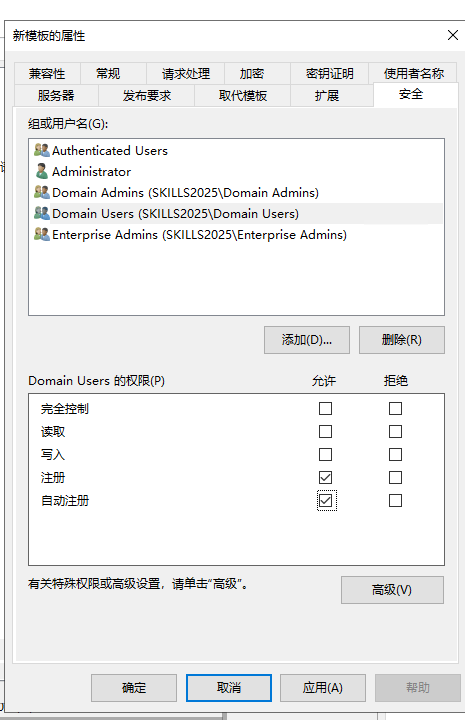 新模板的属性
兼容性 常规 请求处理 加密 密钥证明 使用者名称
服务器 发布要求 取代模板 扩展 安全
组或用户名(G):
Authenticated Users
Administrator
Domain Admins (SKILLS2025\Domain Admins)
Domain Users (SKILLS2025\Domain Users)
Enterprise Admins (SKILLS2025\Enterprise Admins)
添加(D)... 删除(R)
Domain Users 的权限(P) 允许 拒绝
完全控制
读取
写入
注册
自动注册
有关特殊权限或高级设置，请单击“高级”。
高级(V)
确定 取消 应用(A) 帮助